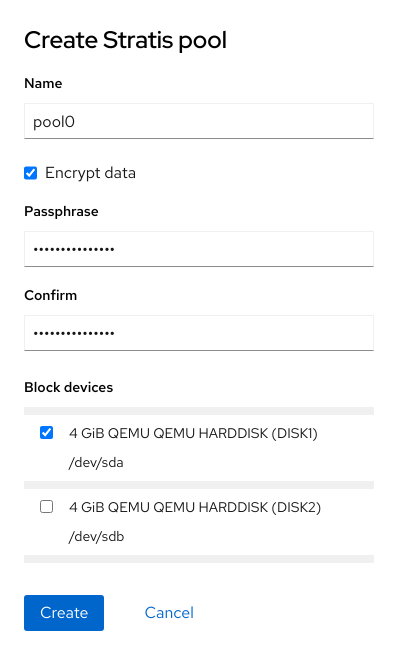 Create Stratis pool
Name
pool0
Encrypt data
Passphrase
•••••••••••••••
Confirm
•••••••••••••••
Block devices
4 GiB QEMU QEMU HARDDISK (DISK1)
/dev/sda
4 GiB QEMU QEMU HARDDISK (DISK2)
/dev/sdb
Create Cancel